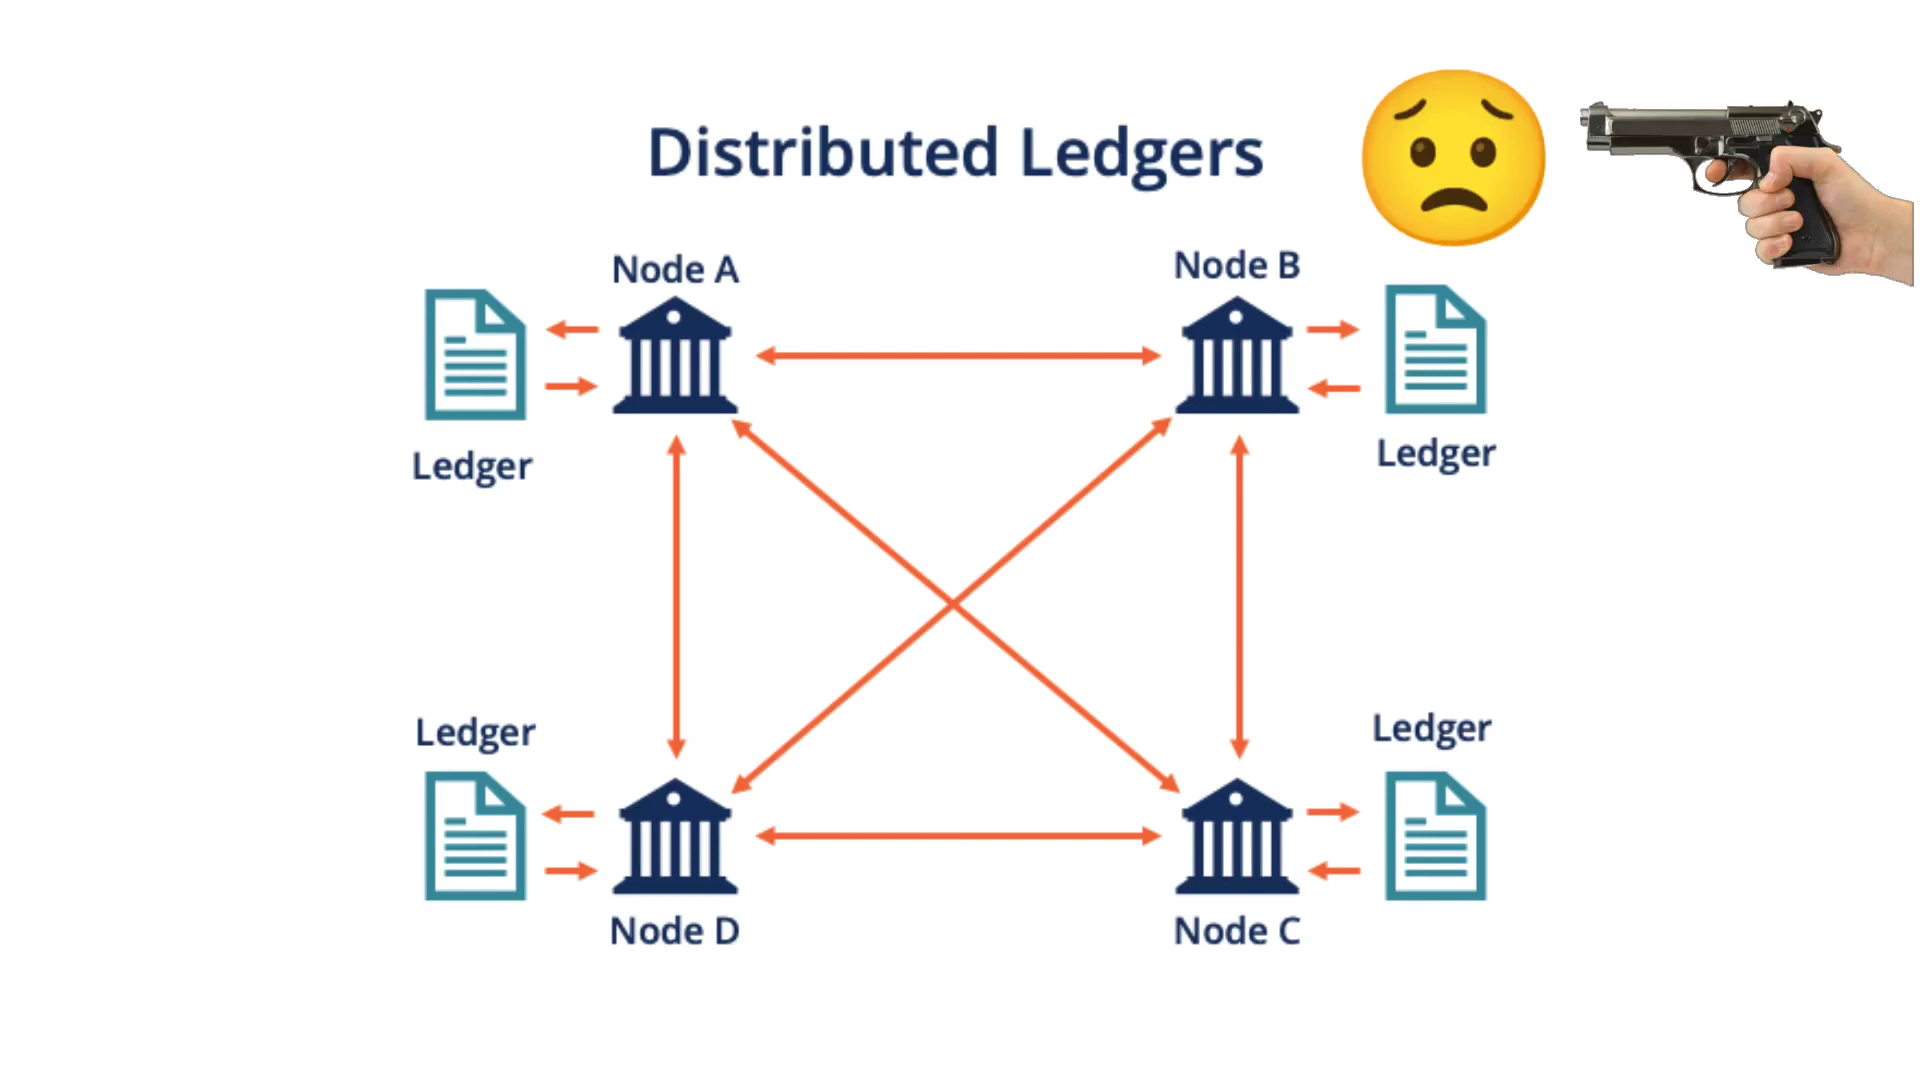 Distributed Ledgers
Node A
Node B
Ledger
Ledger
Ledger
Ledger
Node D
Node C